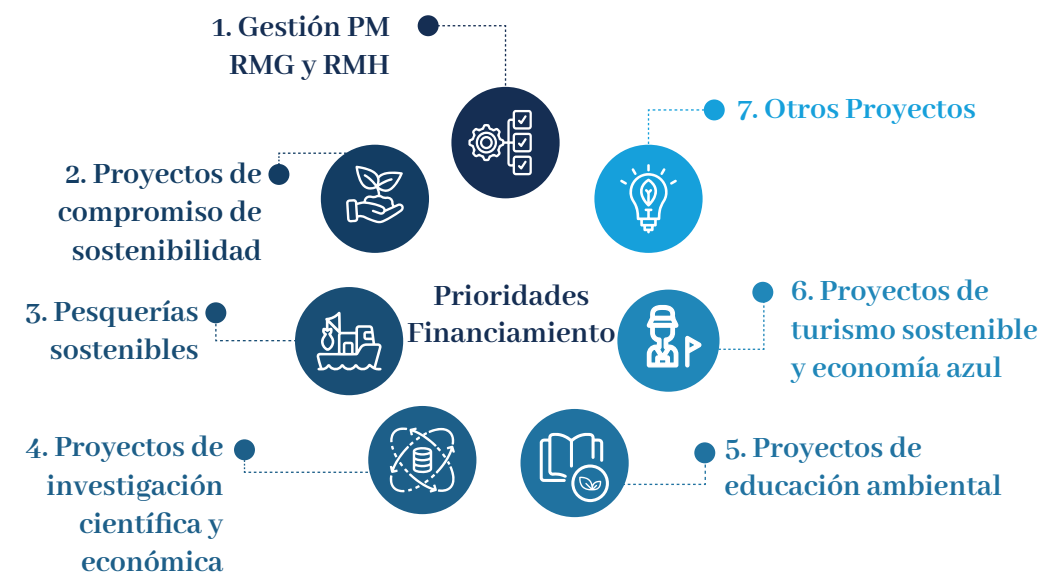 1. Gestión PM
RMG y RMH
2. Proyectos de
compromiso de
sostenibilidad
3. Pesquerías
sostenibles
4. Proyectos de
investigación
científica y
económica
Prioridades
Financiamiento
5. Proyectos de
educación ambiental
6. Proyectos de
turismo sostenible
y economía azul
7. Otros Proyectos